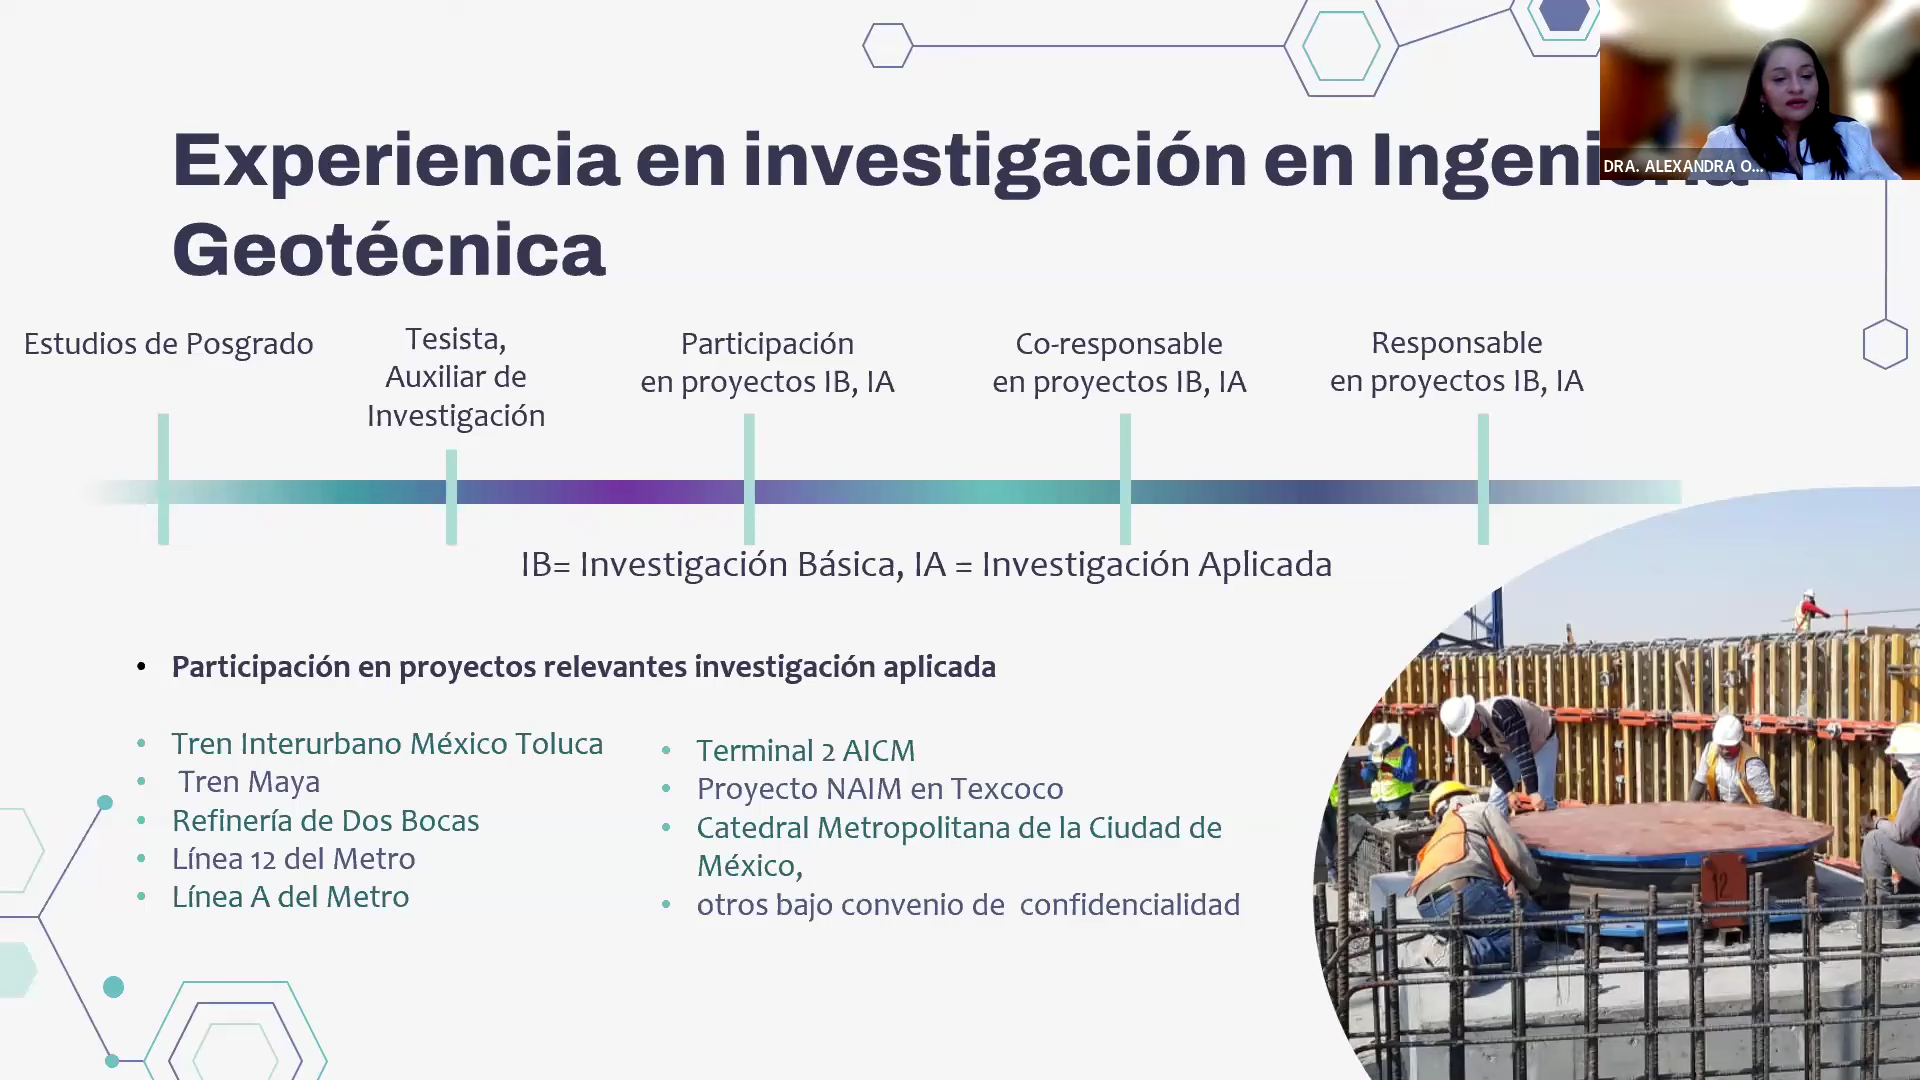 Experiencia en investigación en
Geotécnica
DRA. ALEXANDRA O...
Estudios de Posgrado
Tesista,
Auxiliar de
Investigación
Participación
en proyectos IB, IA
Co-responsable
en proyectos IB, IA
Responsable
en proyectos IB, IA
IB= Investigación Básica, IA = Investigación Aplicada
• Participación en proyectos relevantes investigación aplicada
• Tren Interurbano México Toluca
• Tren Maya
• Refinería de Dos Bocas
• Línea 12 del Metro
• Línea A del Metro
• Terminal 2 AICM
• Proyecto NAIM en Texcoco
• Catedral Metropolitana de la Ciudad de
México,
• otros bajo convenio de confidencialidad
12